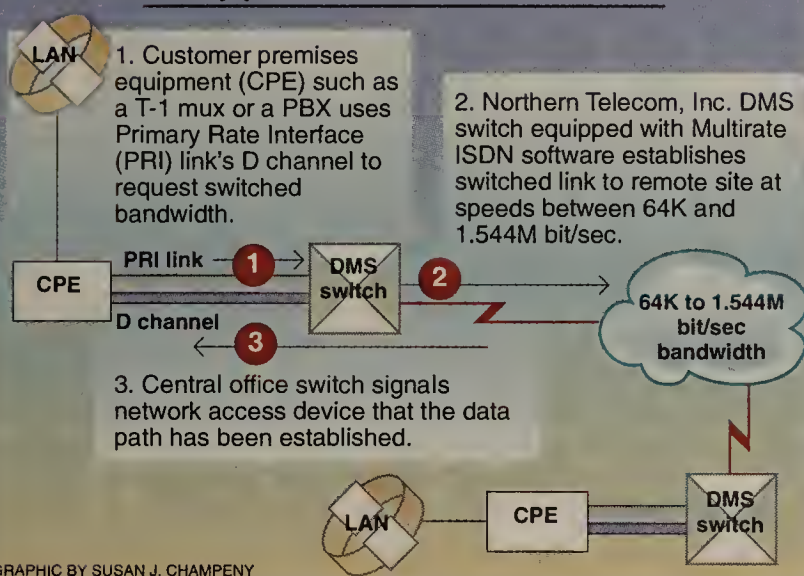 LAN
1. Customer premises
equipment (CPE) such as
a T-1 mux or a PBX uses
Primary Rate Interface
(PRI) link's D channel to
request switched
bandwidth.
2. Northern Telecom, Inc. DMS
switch equipped with Multirate
ISDN software establishes
switched link to remote site at
speeds between 64K and
1.544M bit/sec.
PRI link
1
CPE
DMS
switch
2
D channel
3
64K to 1.544M
bit/sec
bandwidth
3. Central office switch signals
network access device that the data
path has been established.
LAN
CPE
DMS
switch
GRAPHIC BY SUSAN J. CHAMPENY